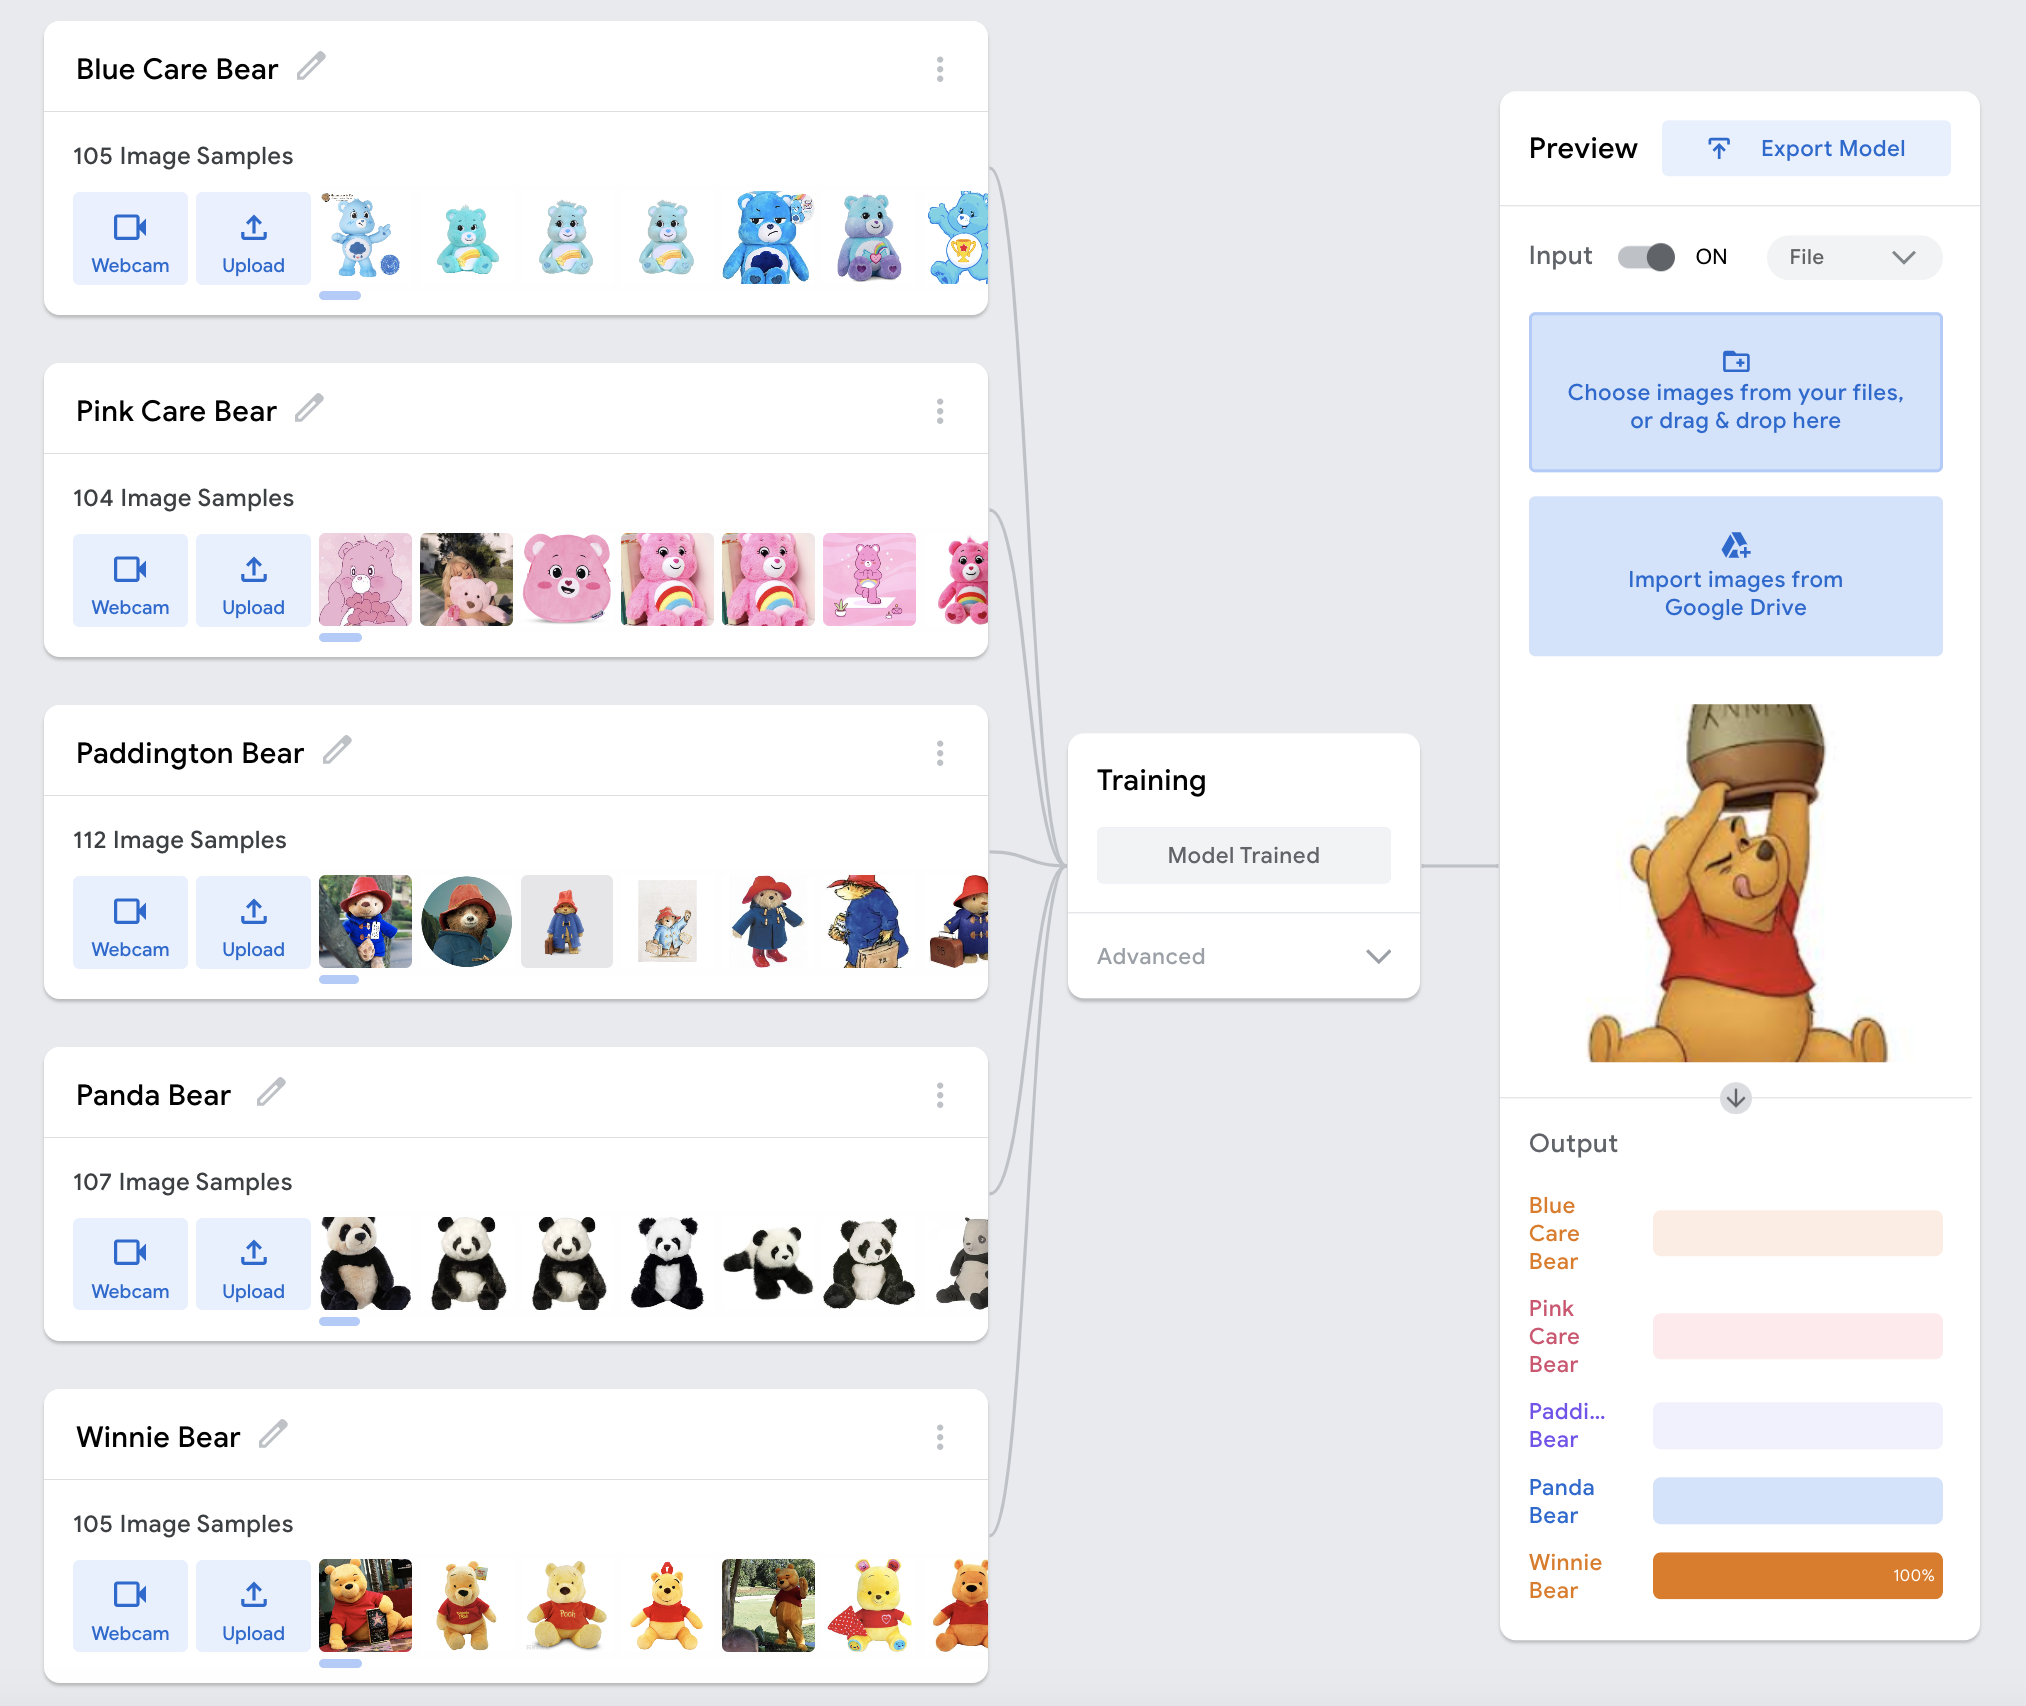 Blue Care Bear
105 Image Samples
Webcam
Upload
Pink Care Bear
104 Image Samples
Webcam
Upload
Paddington Bear
112 Image Samples
Webcam
Upload
Panda Bear
107 Image Samples
Webcam
Upload
Winnie Bear
105 Image Samples
Webcam
Upload
Pooh
Training
Model Trained
Advanced
Preview
Export Model
Input
ON
File
Choose images from your files,
or drag & drop here
Import images from
Google Drive
Output
Blue
Care
Bear
Pink
Care
Bear
Paddi...
Bear
Panda
Bear
Winnie
Bear
100%